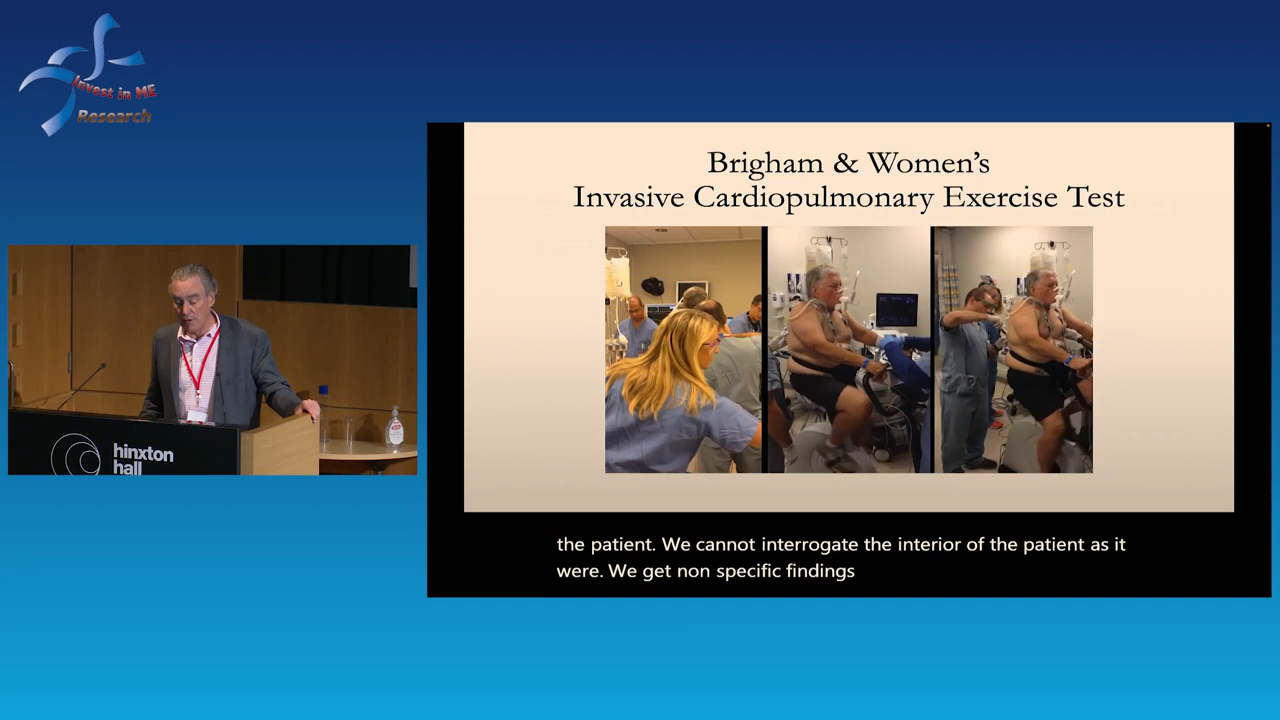 Invest in ME
Research
Brigham & Women's
Invasive Cardiopulmonary Exercise Test
hinxton
hall
the patient. We cannot interrogate the interior of the patient as it
were. We get non specific findings